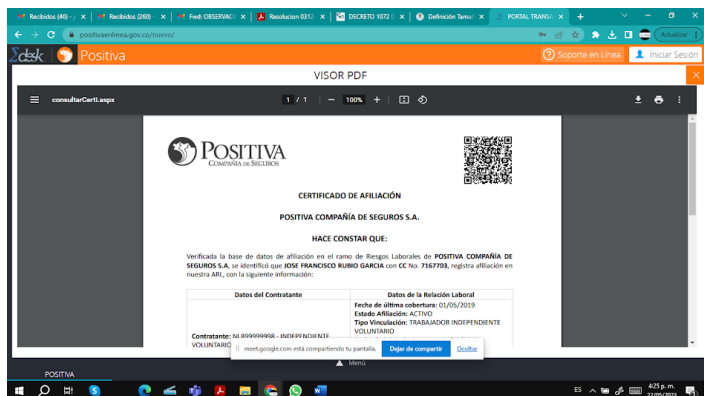 Recibidos (46) - j
Recibidos (260) -
Fwd: OBSERVAC
Resolucion 0312
DECRETO 1072 D
Definición Tamañ
PORTAL TRANSA
positivaenlinea.gov.co/nuevo/
Actualizar
desk
Positiva
Soporte en Línea
Iniciar Sesión
VISOR PDF
consultarCerti.aspx
1 / 1
100%
POSITIVA
COMPAÑÍA DE SEGUROS
CERTIFICADO DE AFILIACIÓN
POSITIVA COMPAÑÍA DE SEGUROS S.A.
HACE CONSTAR QUE:
Verificada la base de datos de afiliación en el ramo de Riesgos Laborales de POSITIVA COMPAÑÍA DE
SEGUROS S.A, se identificó que JOSE FRANCISCO RUBIO GARCIA con CC No. 7167703, registra afiliación en
nuestra ARL, con la siguiente información:
Datos del Contratante
Datos de la Relación Laboral
Fecha de última cobertura: 01/05/2019
Estado Afiliación: ACTIVO
Tipo Vinculación: TRABAJADOR INDEPENDIENTE
VOLUNTARIO
Contratante: NI 899999998 - INDEPENDIENTE
VOLUNTARIO
meet.google.com está compartiendo tu pantalla.
Dejar de compartir
Ocultar
Menú
POSITIVA
ES
4:25 p. m.
22/05/2023